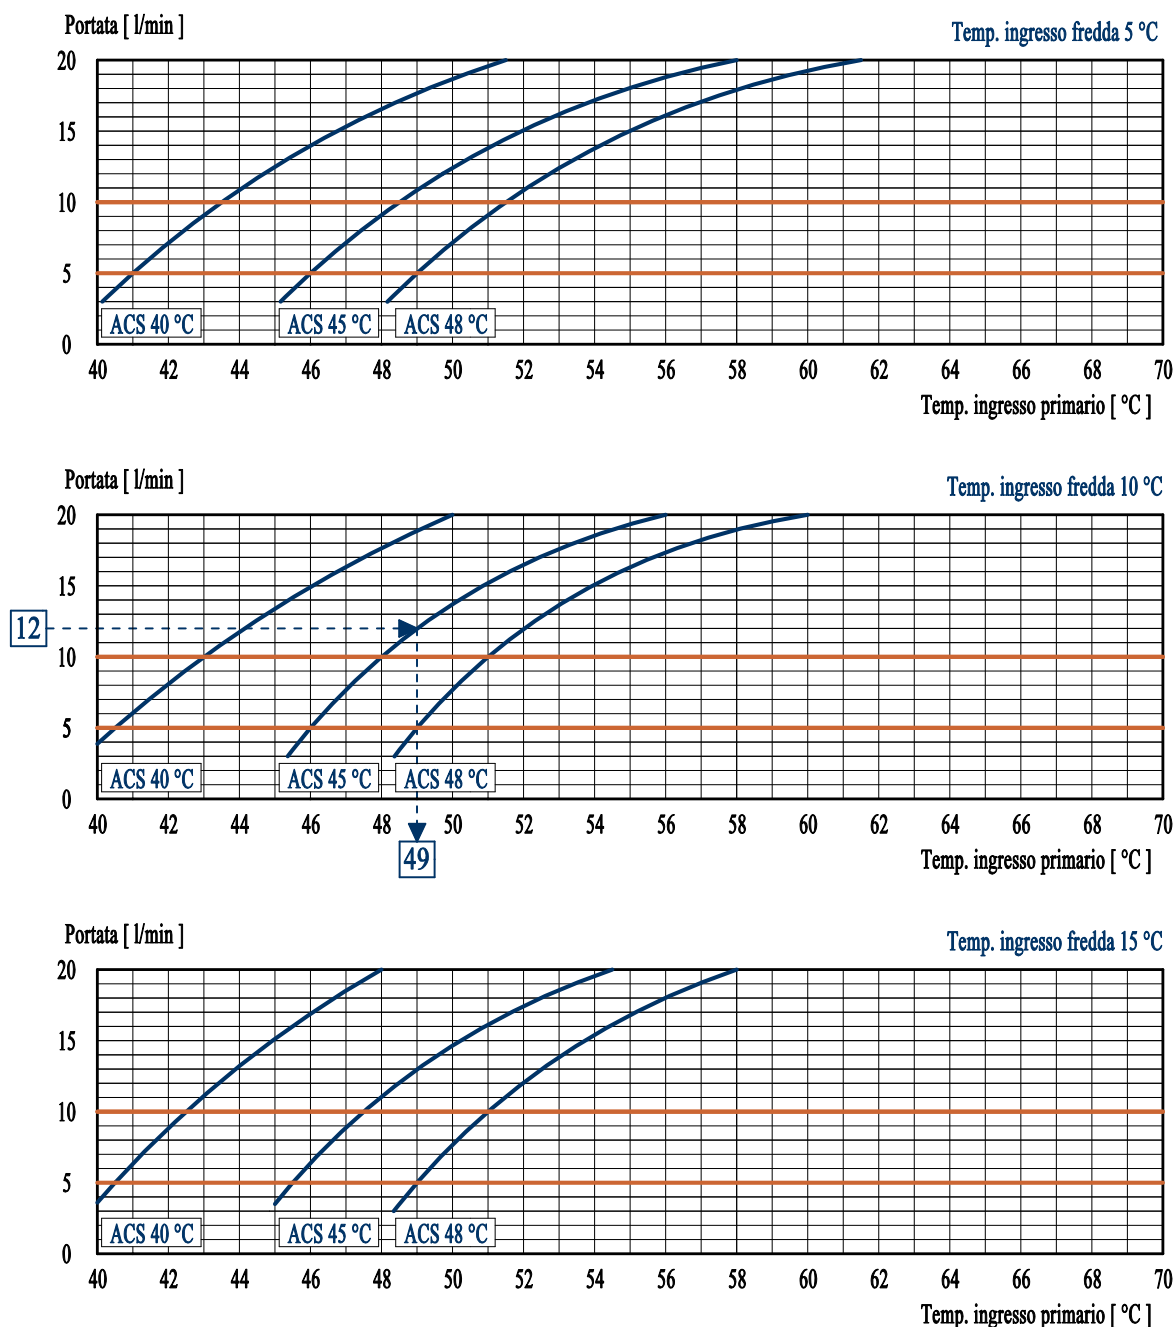 Portata [ l/min ]
Temp. ingresso fredda 5 °C
20
15
10
5
0
ACS 40 °C
ACS 45 °C
ACS 48 °C
40 42 44 46 48 50 52 54 56 58 60 62 64 66 68 70
Temp. ingresso primario [ °C ]
Portata [ l/min ]
Temp. ingresso fredda 10 °C
20
15
12
10
5
0
ACS 40 °C
ACS 45 °C
ACS 48 °C
40 42 44 46 48 50 52 54 56 58 60 62 64 66 68 70
49
Temp. ingresso primario [ °C ]
Portata [ l/min ]
Temp. ingresso fredda 15 °C
20
15
10
5
0
ACS 40 °C
ACS 45 °C
ACS 48 °C
40 42 44 46 48 50 52 54 56 58 60 62 64 66 68 70
Temp. ingresso primario [ °C ]